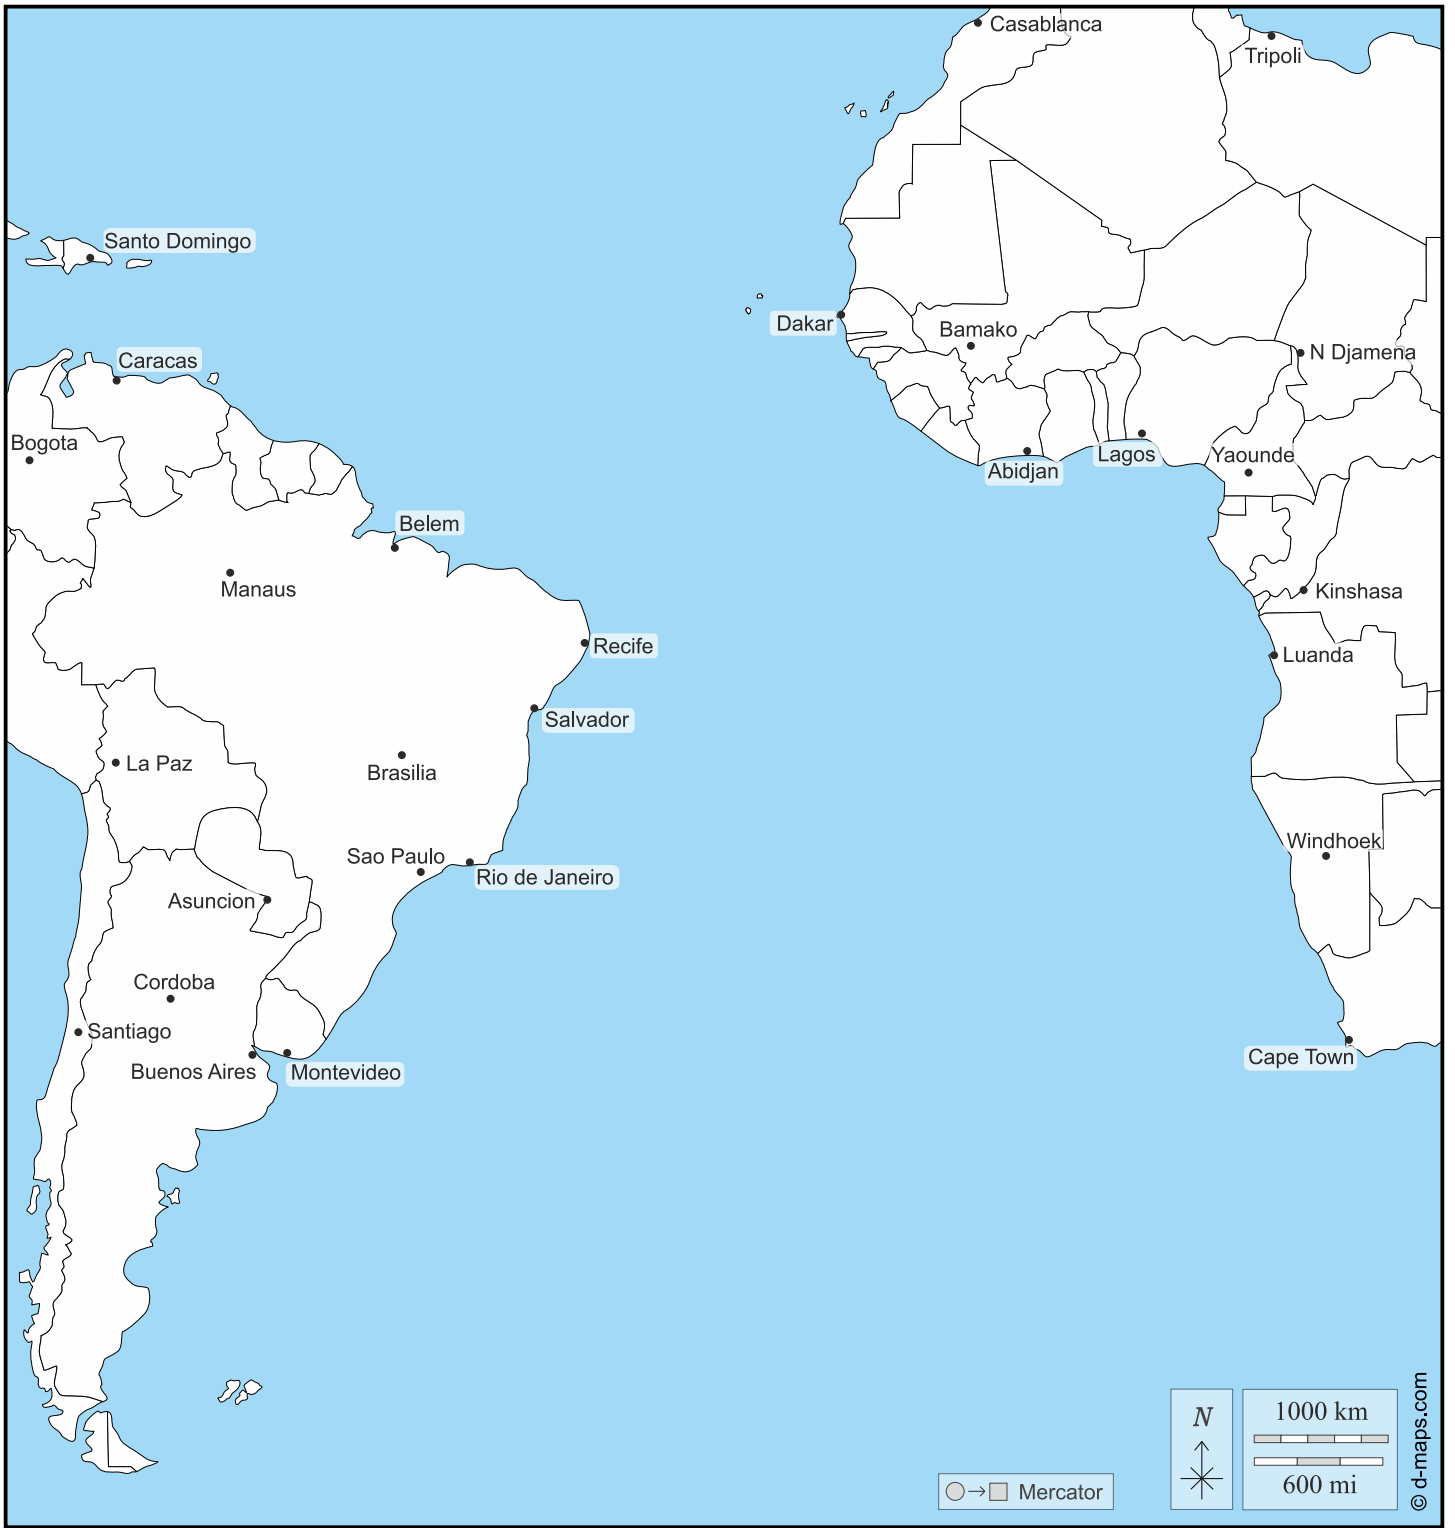 Casablanca
Tripoli
Santo Domingo
Dakar
Bamako
N Djamena
Caracas
Bogota
Lagos
Yaounde
Abidjan
Belem
Manaus
Kinshasa
Recife
Luanda
Salvador
La Paz
Brasilia
Windhoek
Sao Paulo
Rio de Janeiro
Asuncion
Cordoba
Santiago
Buenos Aires
Montevideo
Cape Town
N
1000 km
600 mi
Mercator
© d-maps.com